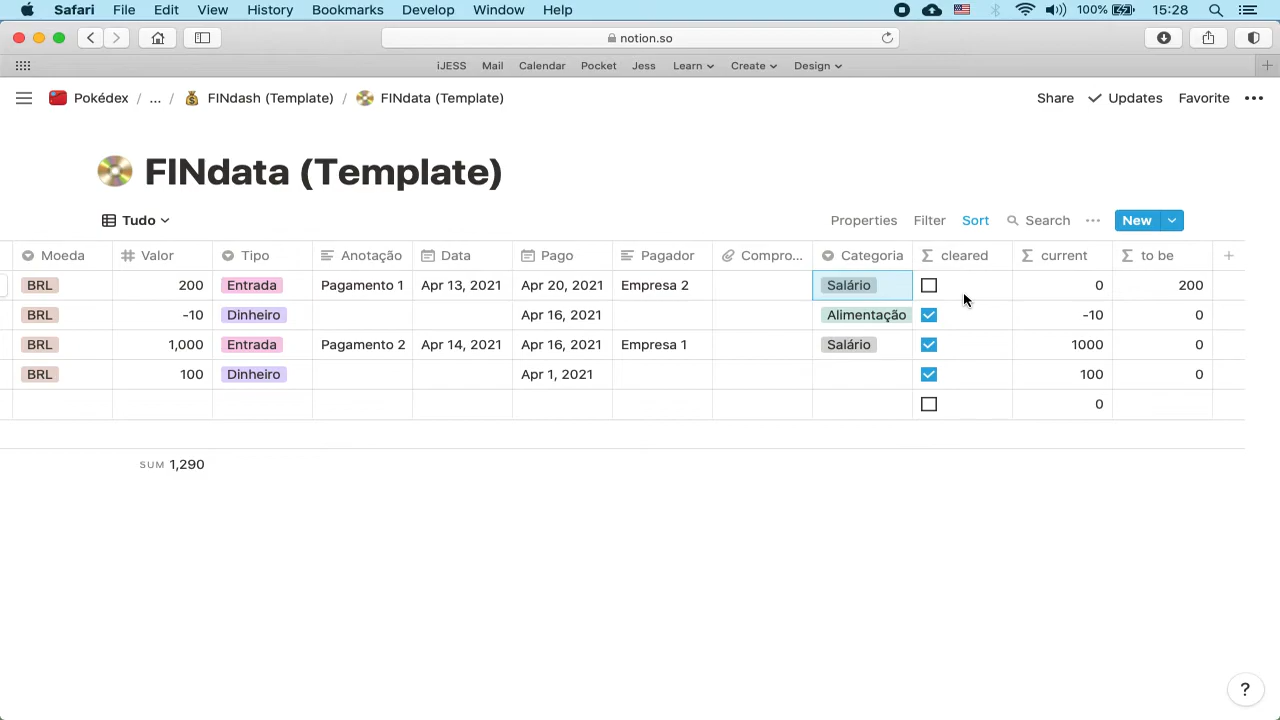 Safari File Edit View History Bookmarks Develop Window Help 100% 15:28
notion.so
iJESS Mail Calendar Pocket Jess Learn Create Design
Pokédex / ... / FINdash (Template) / FINdata (Template) Share Updates Favorite
FINdata (Template)
Tudo Properties Filter Sort Search New
Moeda Valor Tipo Anotação Data Pago Pagador Compro... Categoria cleared current to be
BRL 200 Entrada Pagamento 1 Apr 13, 2021 Apr 20, 2021 Empresa 2 Salário 0 200
BRL -10 Dinheiro Apr 16, 2021 Alimentação -10 0
BRL 1,000 Entrada Pagamento 2 Apr 14, 2021 Apr 16, 2021 Empresa 1 Salário 1000 0
BRL 100 Dinheiro Apr 1, 2021 100 0
0
SUM 1,290
?